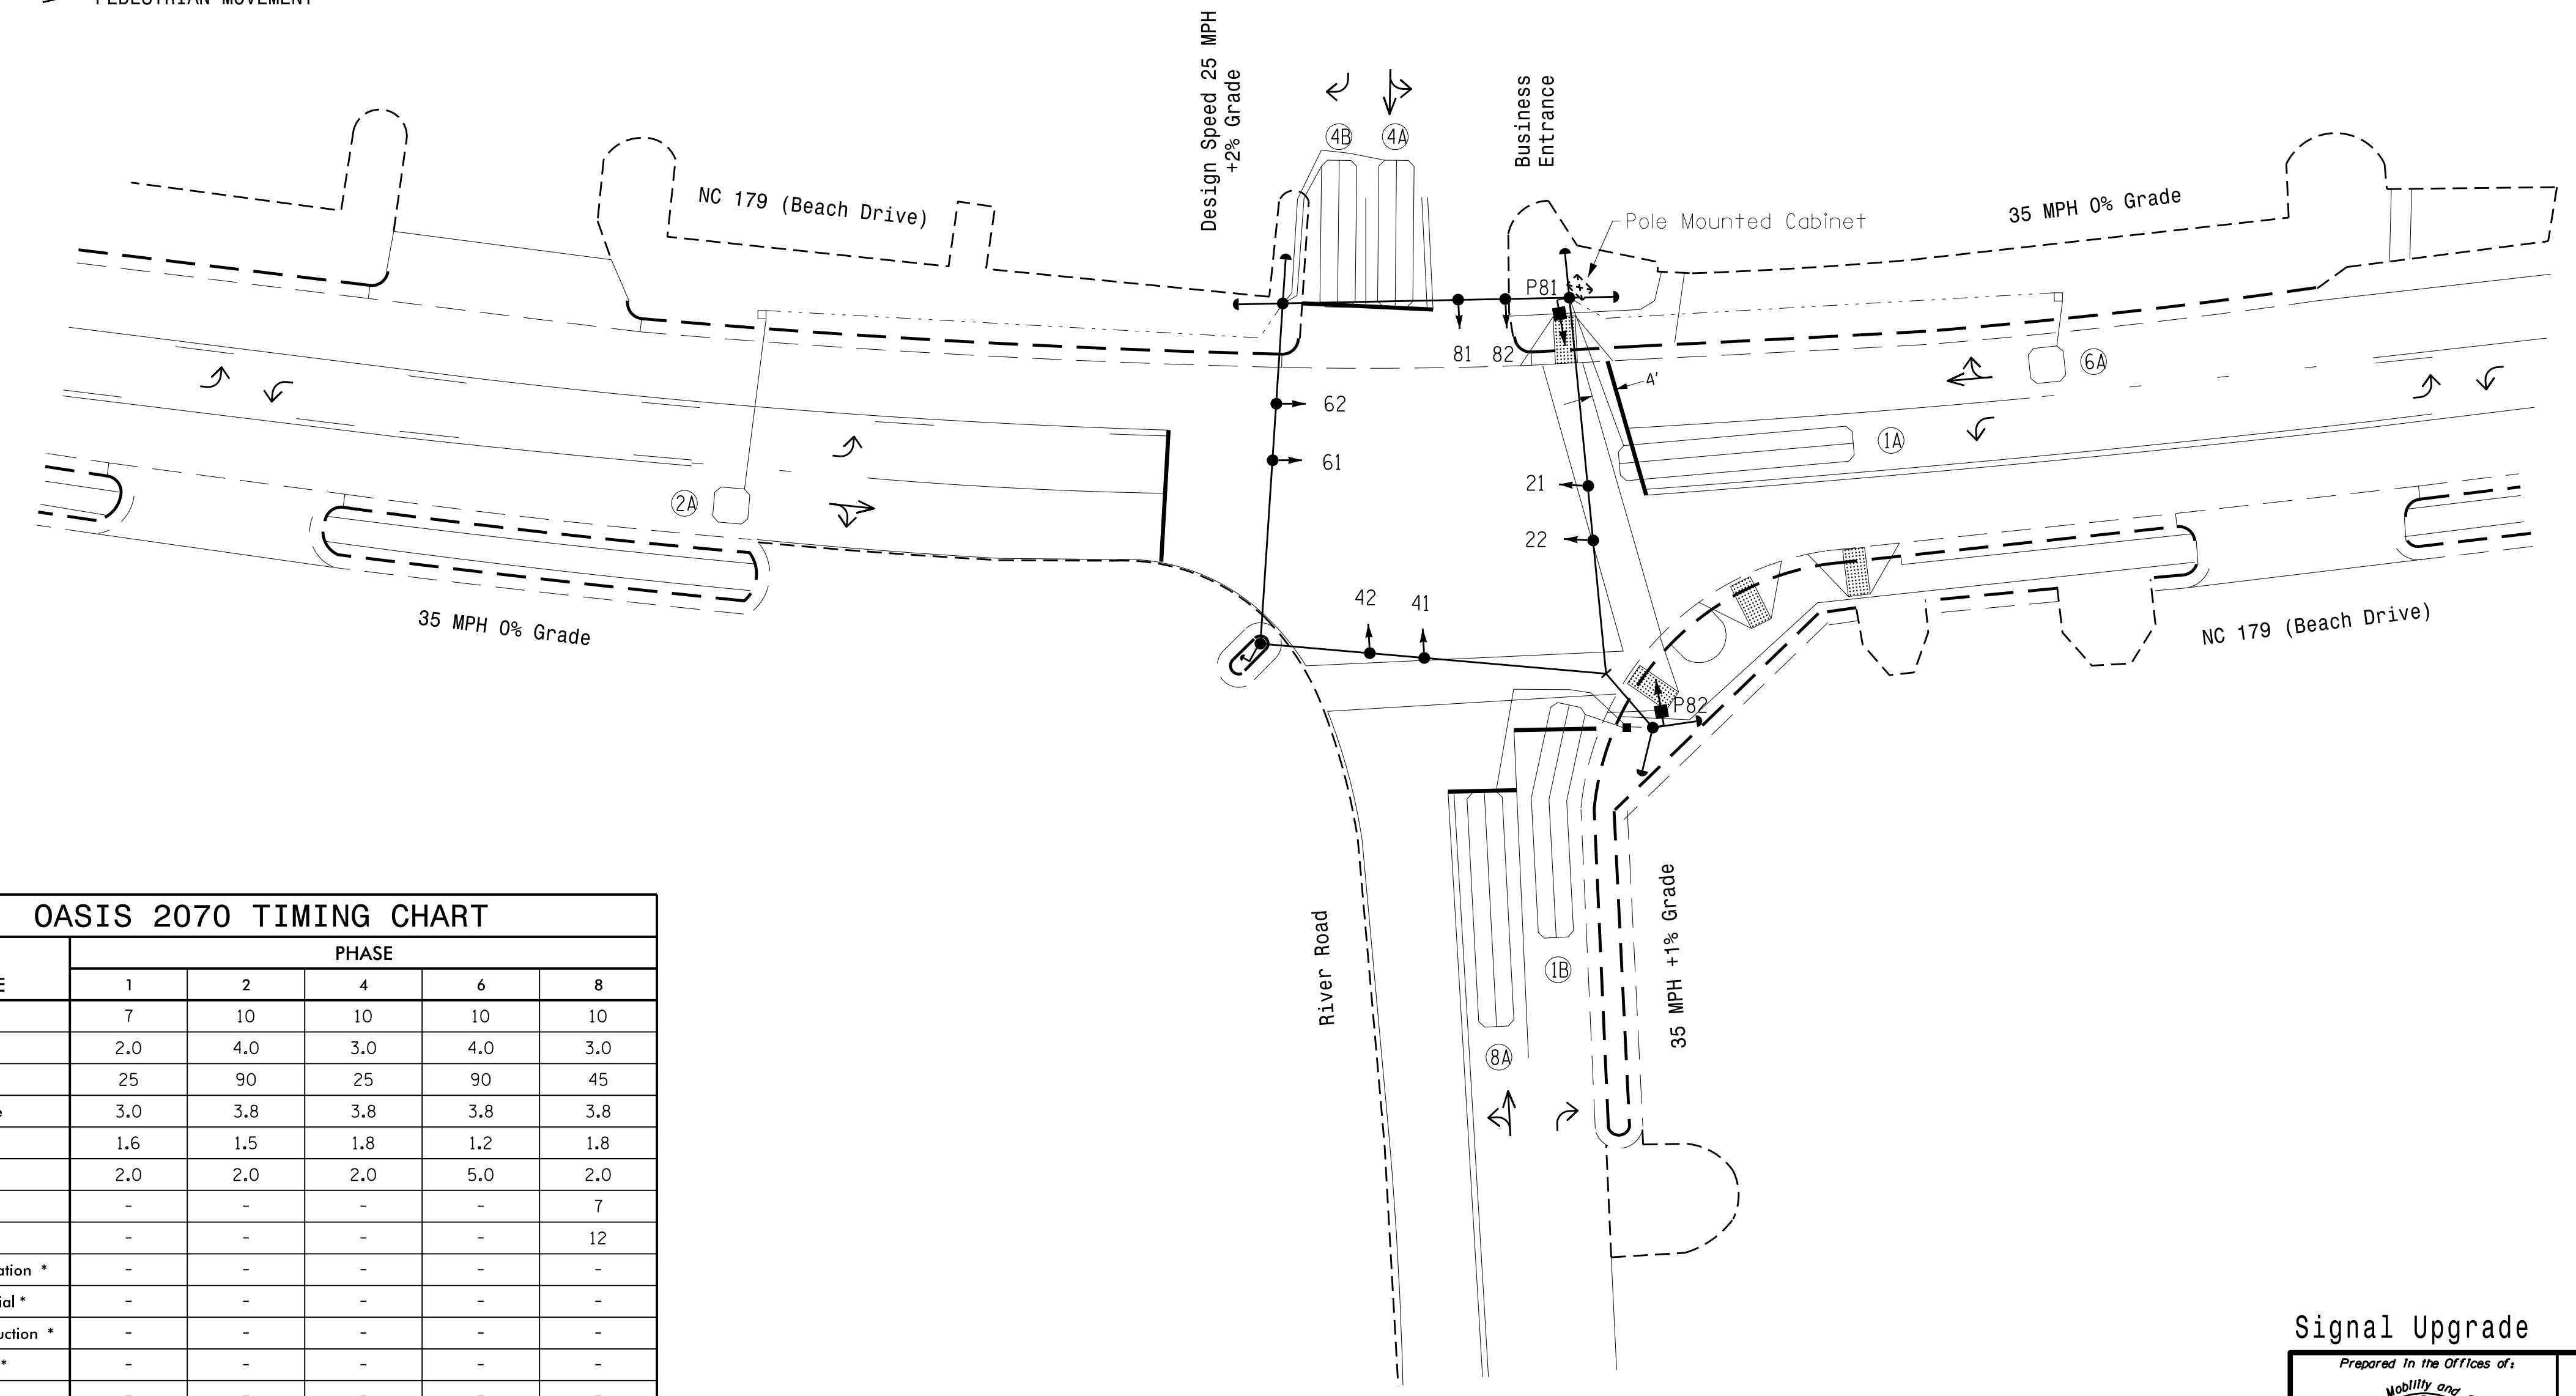 PEDESTRIAN MOVEMENT
Design Speed 25 MPH
+2% Grade
4B
4A
Business
Entrance
NC 179 (Beach Drive)
Pole Mounted Cabinet
35 MPH 0% Grade
P81
81
82
6A
4'
62
61
1A
2A
21
22
42
41
35 MPH 0% Grade
NC 179 (Beach Drive)
P82
River Road
35 MPH +1% Grade
1B
8A
OASIS 2070 TIMING CHART
PHASE
1 2 4 6 8
7 10 10 10 10
2.0 4.0 3.0 4.0 3.0
25 90 25 90 45
3.0 3.8 3.8 3.8 3.8
1.6 1.5 1.8 1.2 1.8
2.0 2.0 2.0 5.0 2.0
- - - - 7
- - - - 12
* - - - - -
* - - - - -
* - - - - -
* - - - - -
- - - - -
Signal Upgrade
Prepared in the Offices of:
Mobility and